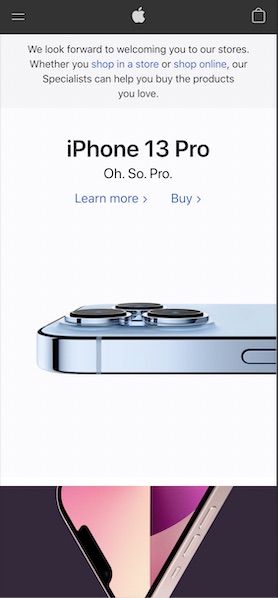 We look forward to welcoming you to our stores.
Whether you shop in a store or shop online, our
Specialists can help you buy the products
you love.
iPhone 13 Pro
Oh. So. Pro.
Learn more >
Buy >